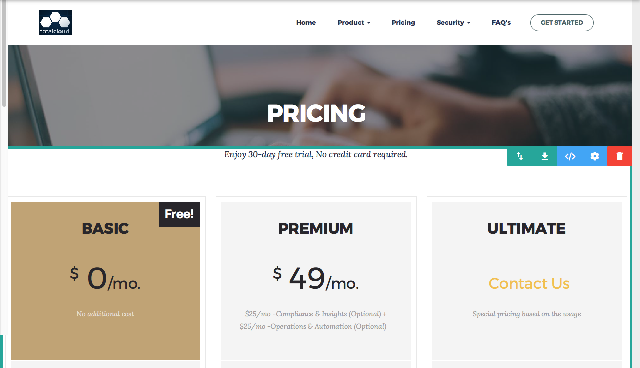 totalcloud
Home Product Pricing Security FAQ's GET STARTED
PRICING
Enjoy 30-day free trial, No credit card required.
</>
BASIC
Free!
$ 0/mo.
No additional cost
PREMIUM
$ 49/mo.
$25/mo -Compliance & Insights (Optional) +
$25/mo -Operations & Automation (Optional)
ULTIMATE
Contact Us
Special pricing based on the usage